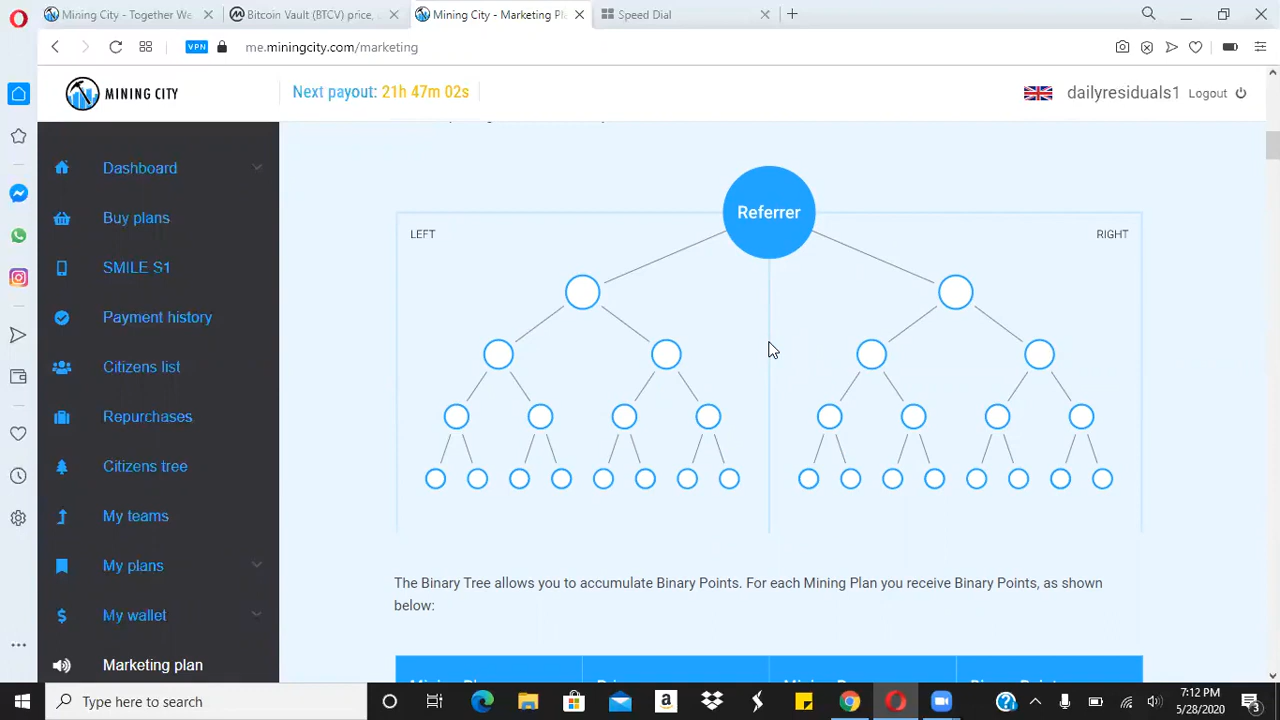 Mining City - Together We
Bitcoin Vault (BTCV) price,
Mining City - Marketing Pl
Speed Dial
VPN
me.miningcity.com/marketing
MINING CITY
Next payout: 21h 47m 02s
dailyresiduals1
Logout
Dashboard
Buy plans
SMILE S1
Payment history
Citizens list
Repurchases
Citizens tree
My teams
My plans
My wallet
Marketing plan
Referrer
LEFT
RIGHT
The Binary Tree allows you to accumulate Binary Points. For each Mining Plan you receive Binary Points, as shown
below:
Type here to search
7:12 PM
5/28/2020